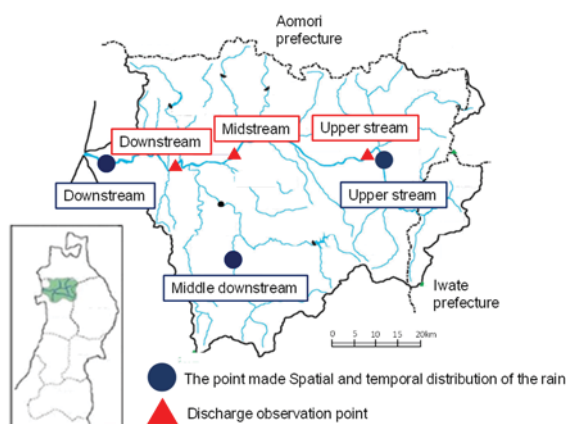 Aomori
prefecture
Downstream
Midstream
Upper stream
Downstream
Upper stream
Middle downstream
Iwate
prefecture
0 5 10 15 20km
The point made Spatial and temporal distribution of the rain
Discharge observation point